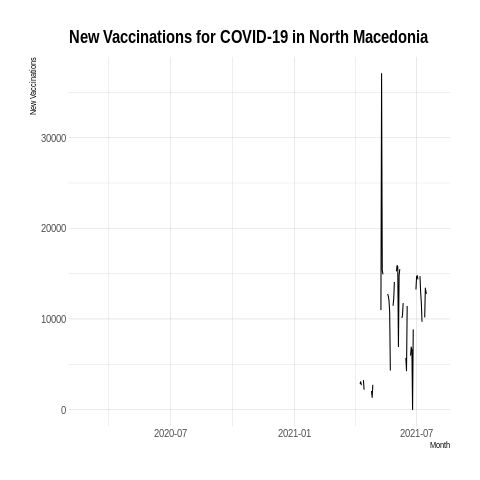 New Vaccinations for COVID-19 in North Macedonia
New Vaccinations
30000
20000
10000
0
2020-07
2021-01
2021-07
Month